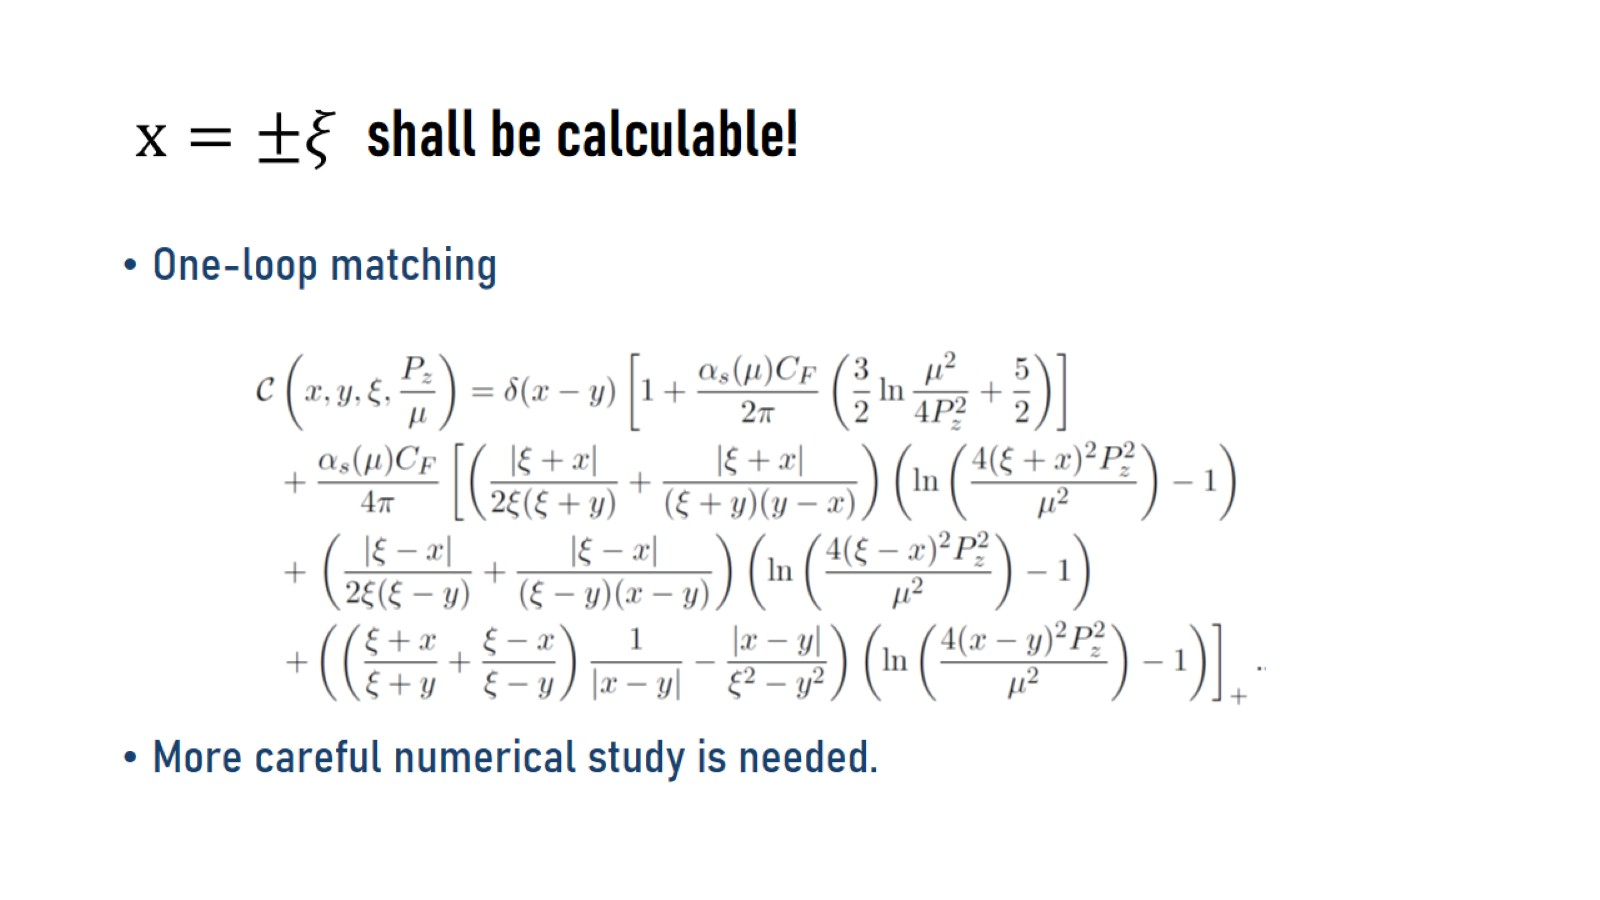 x = ±ξ shall be calculable!
• One-loop matching
𝒞(x, y, ξ, P_z/μ) = δ(x − y) [1 + α_s(μ)C_F/2π (3/2 ln μ²/4P_z² + 5/2)]
+ α_s(μ)C_F/4π [(|ξ + x|/2ξ(ξ + y) + |ξ + x|/(ξ + y)(y − x)) (ln (4(ξ + x)²P_z²/μ²) − 1)
+ (|ξ − x|/2ξ(ξ − y) + |ξ − x|/(ξ − y)(x − y)) (ln (4(ξ − x)²P_z²/μ²) − 1)
+ ((ξ + x/ξ + y + ξ − x/ξ − y) 1/|x − y| − |x − y|/ξ² − y²) (ln (4(x − y)²P_z²/μ²) − 1)]_+ ..
• More careful numerical study is needed.